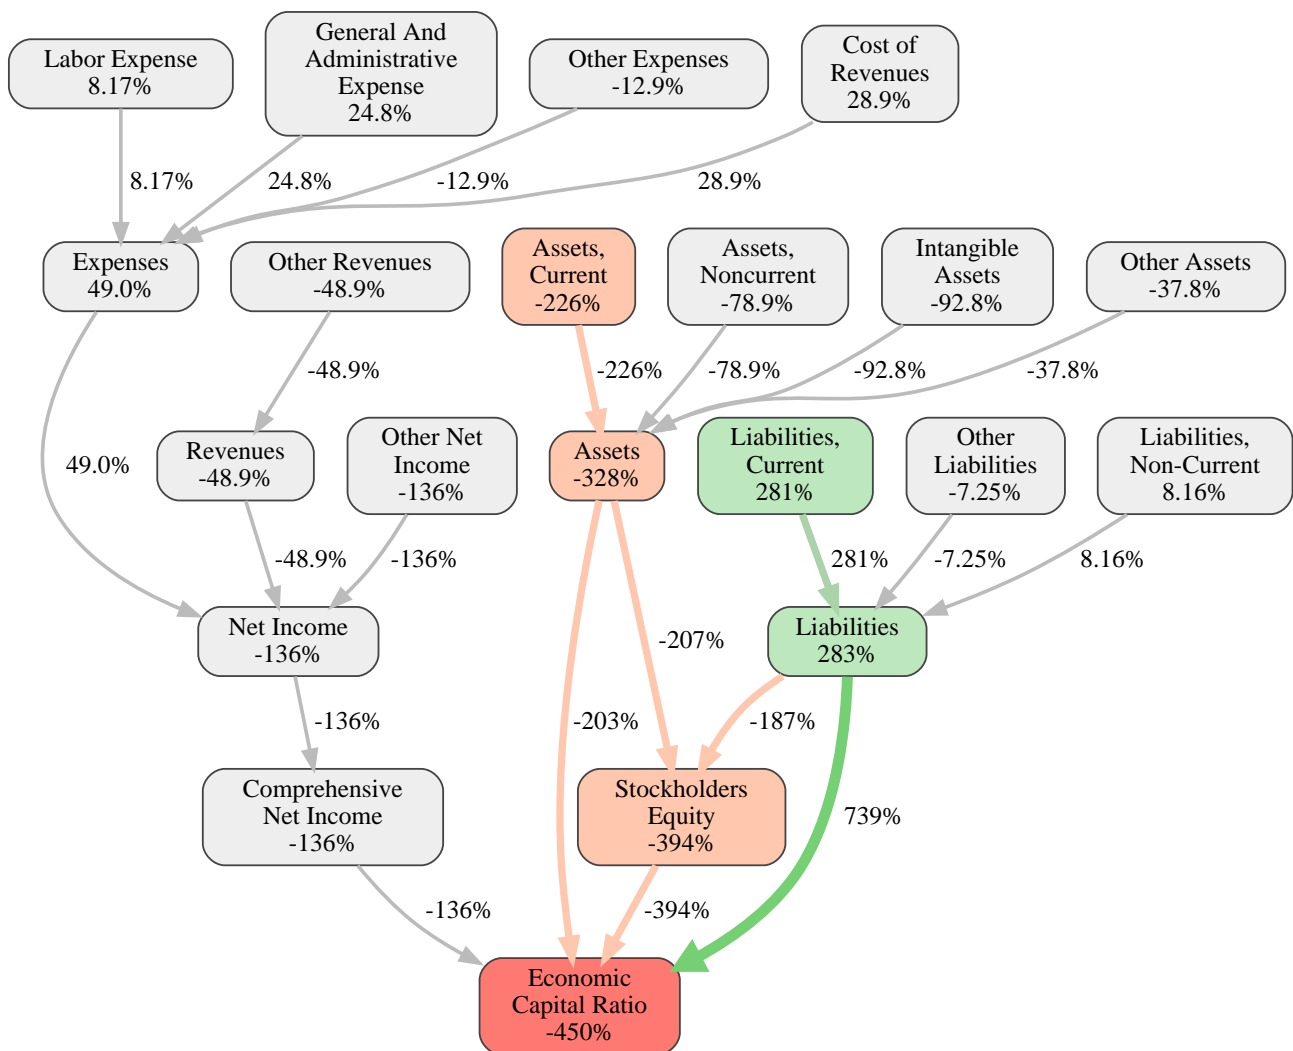 Labor Expense
8.17%
General And
Administrative
Expense
24.8%
Other Expenses
-12.9%
Cost of
Revenues
28.9%
8.17%
24.8%
-12.9%
28.9%
Expenses
49.0%
Other Revenues
-48.9%
Assets,
Current
-226%
Assets,
Noncurrent
-78.9%
Intangible
Assets
-92.8%
Other Assets
-37.8%
-48.9%
-226%
-78.9%
-92.8%
-37.8%
49.0%
Revenues
-48.9%
Other Net
Income
-136%
Assets
-328%
Liabilities,
Current
281%
Other
Liabilities
-7.25%
Liabilities,
Non-Current
8.16%
-48.9%
-136%
281%
-7.25%
8.16%
Net Income
-136%
-207%
Liabilities
283%
-136%
-203%
-187%
Comprehensive
Net Income
-136%
Stockholders
Equity
-394%
739%
-136%
-394%
Economic
Capital Ratio
-450%